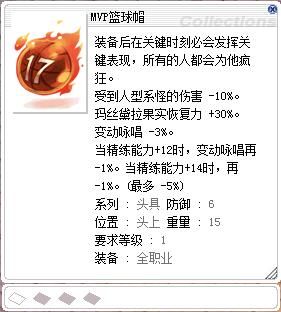 MVP篮球帽
Collections
17
装备后在关键时刻必会发挥关
键表现，所有的人都会为他疯
狂。
受到人型系怪的伤害 -10%。
玛丝黛拉果实恢复力 +30%。
变动咏唱 -3%。
当精练能力+12时，变动咏唱再
-1%。当精练能力+14时，再
-1%。(最多 -5%)
系列 : 头具 防御 : 6
位置 : 头上 重量 : 15
要求等级 : 1
装备 : 全职业